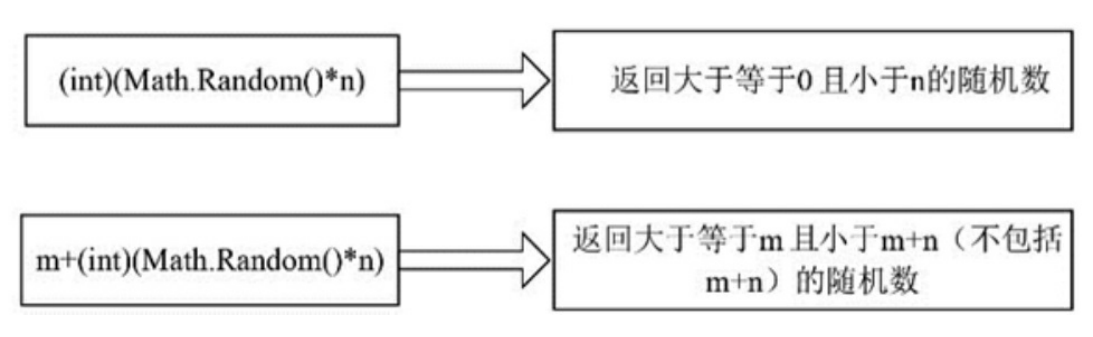 (int)(Math.Random()*n)
返回大于等于0 且小于n的随机数
m+(int)(Math.Random()*n)
返回大于等于m 且小于m+n（不包括
m+n）的随机数